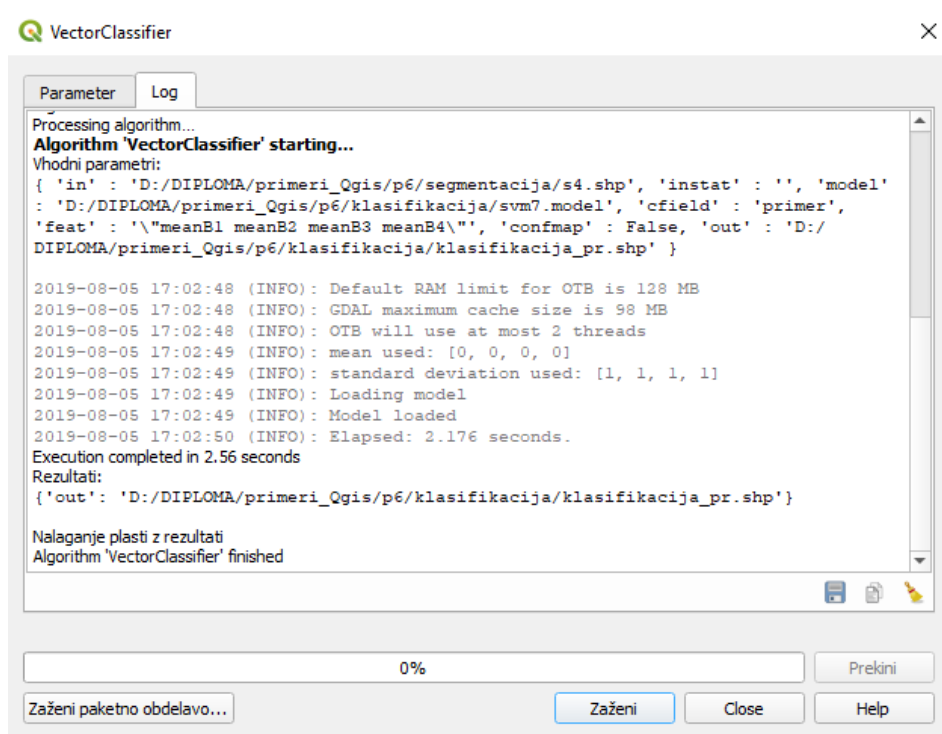 VectorClassifier
Parameter
Log
Processing algorithm...
Algorithm 'VectorClassifier' starting...
Vhodni parametri:
{ 'in' : 'D:/DIPLOMA/primeri_Qgis/p6/segmentacija/s4.shp', 'instat' : '', 'model'
: 'D:/DIPLOMA/primeri_Qgis/p6/klasifikacija/svm7.model', 'cfield' : 'primer',
'feat' : '\"meanB1 meanB2 meanB3 meanB4\"', 'confmap' : False, 'out' : 'D:/
DIPLOMA/primeri_Qgis/p6/klasifikacija/klasifikacija_pr.shp' }
2019-08-05 17:02:48 (INFO): Default RAM limit for OTB is 128 MB
2019-08-05 17:02:48 (INFO): GDAL maximum cache size is 98 MB
2019-08-05 17:02:48 (INFO): OTB will use at most 2 threads
2019-08-05 17:02:49 (INFO): mean used: [0, 0, 0, 0]
2019-08-05 17:02:49 (INFO): standard deviation used: [1, 1, 1, 1]
2019-08-05 17:02:49 (INFO): Loading model
2019-08-05 17:02:49 (INFO): Model loaded
2019-08-05 17:02:50 (INFO): Elapsed: 2.176 seconds.
Execution completed in 2.56 seconds
Rezultati:
{'out': 'D:/DIPLOMA/primeri_Qgis/p6/klasifikacija/klasifikacija_pr.shp'}
Nalaganje plasti z rezultati
Algorithm 'VectorClassifier' finished
0%
Prekini
Zaženi paketno obdelavo...
Zaženi
Close
Help